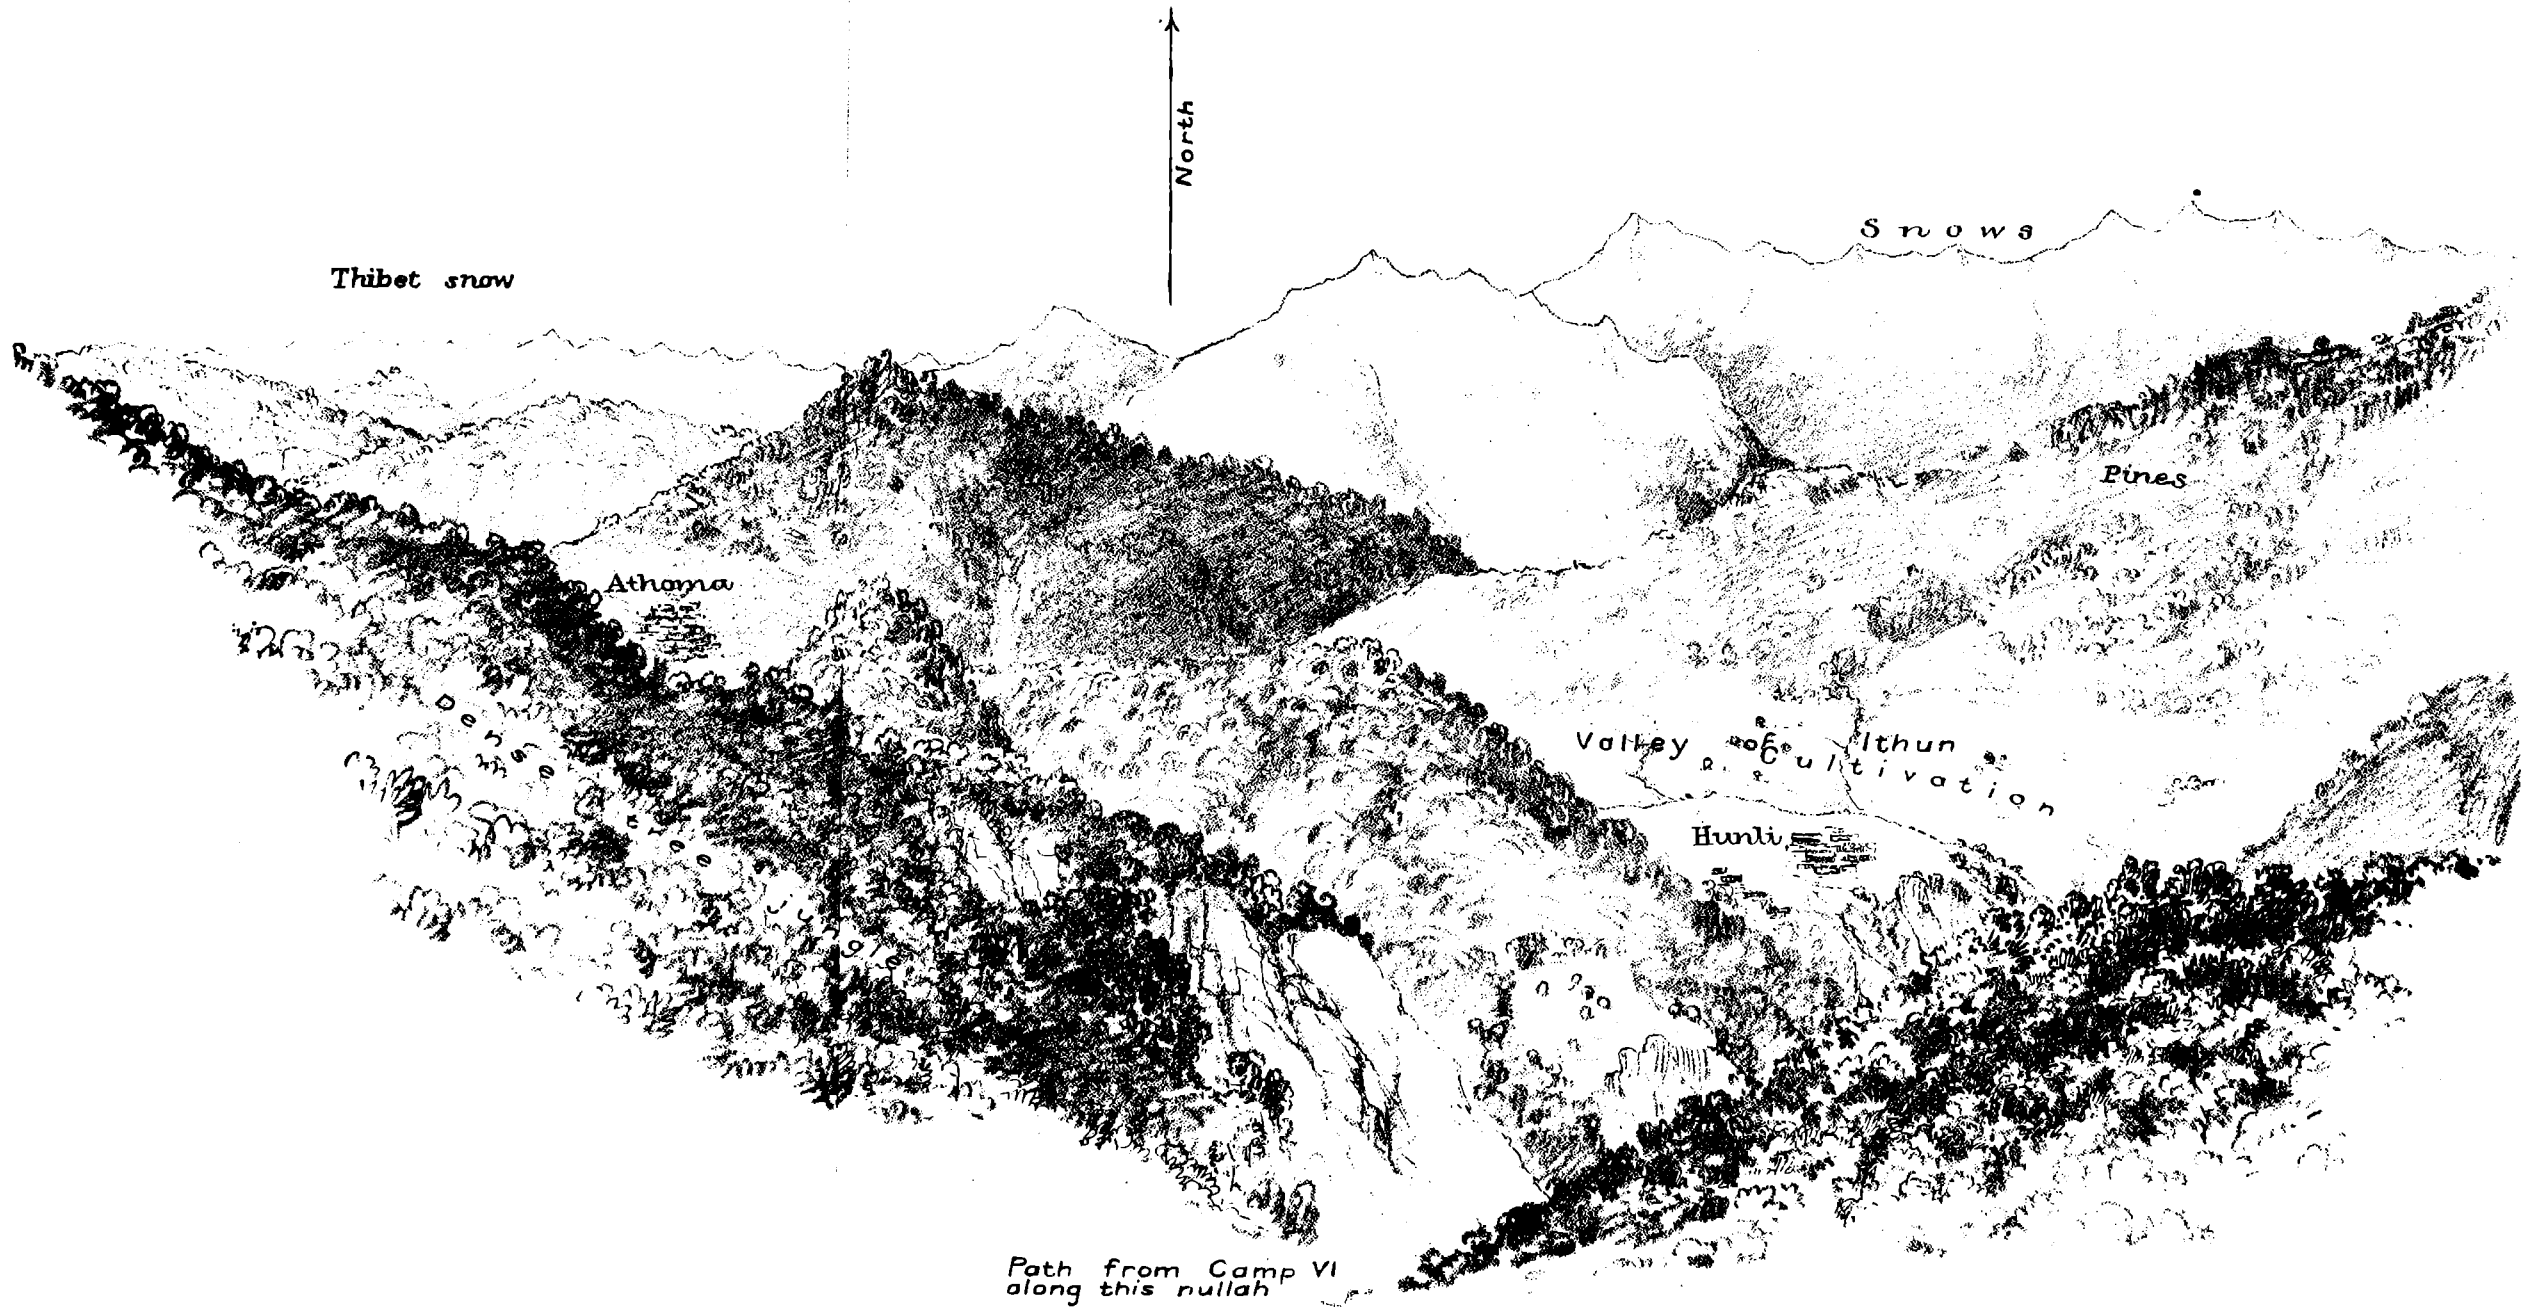 North
Snows
Thibet snow
Pines
Athoma
Dense tree jungle
Valley of Ithun
Cultivation
Hunli
Path from Camp VI
along this nullah